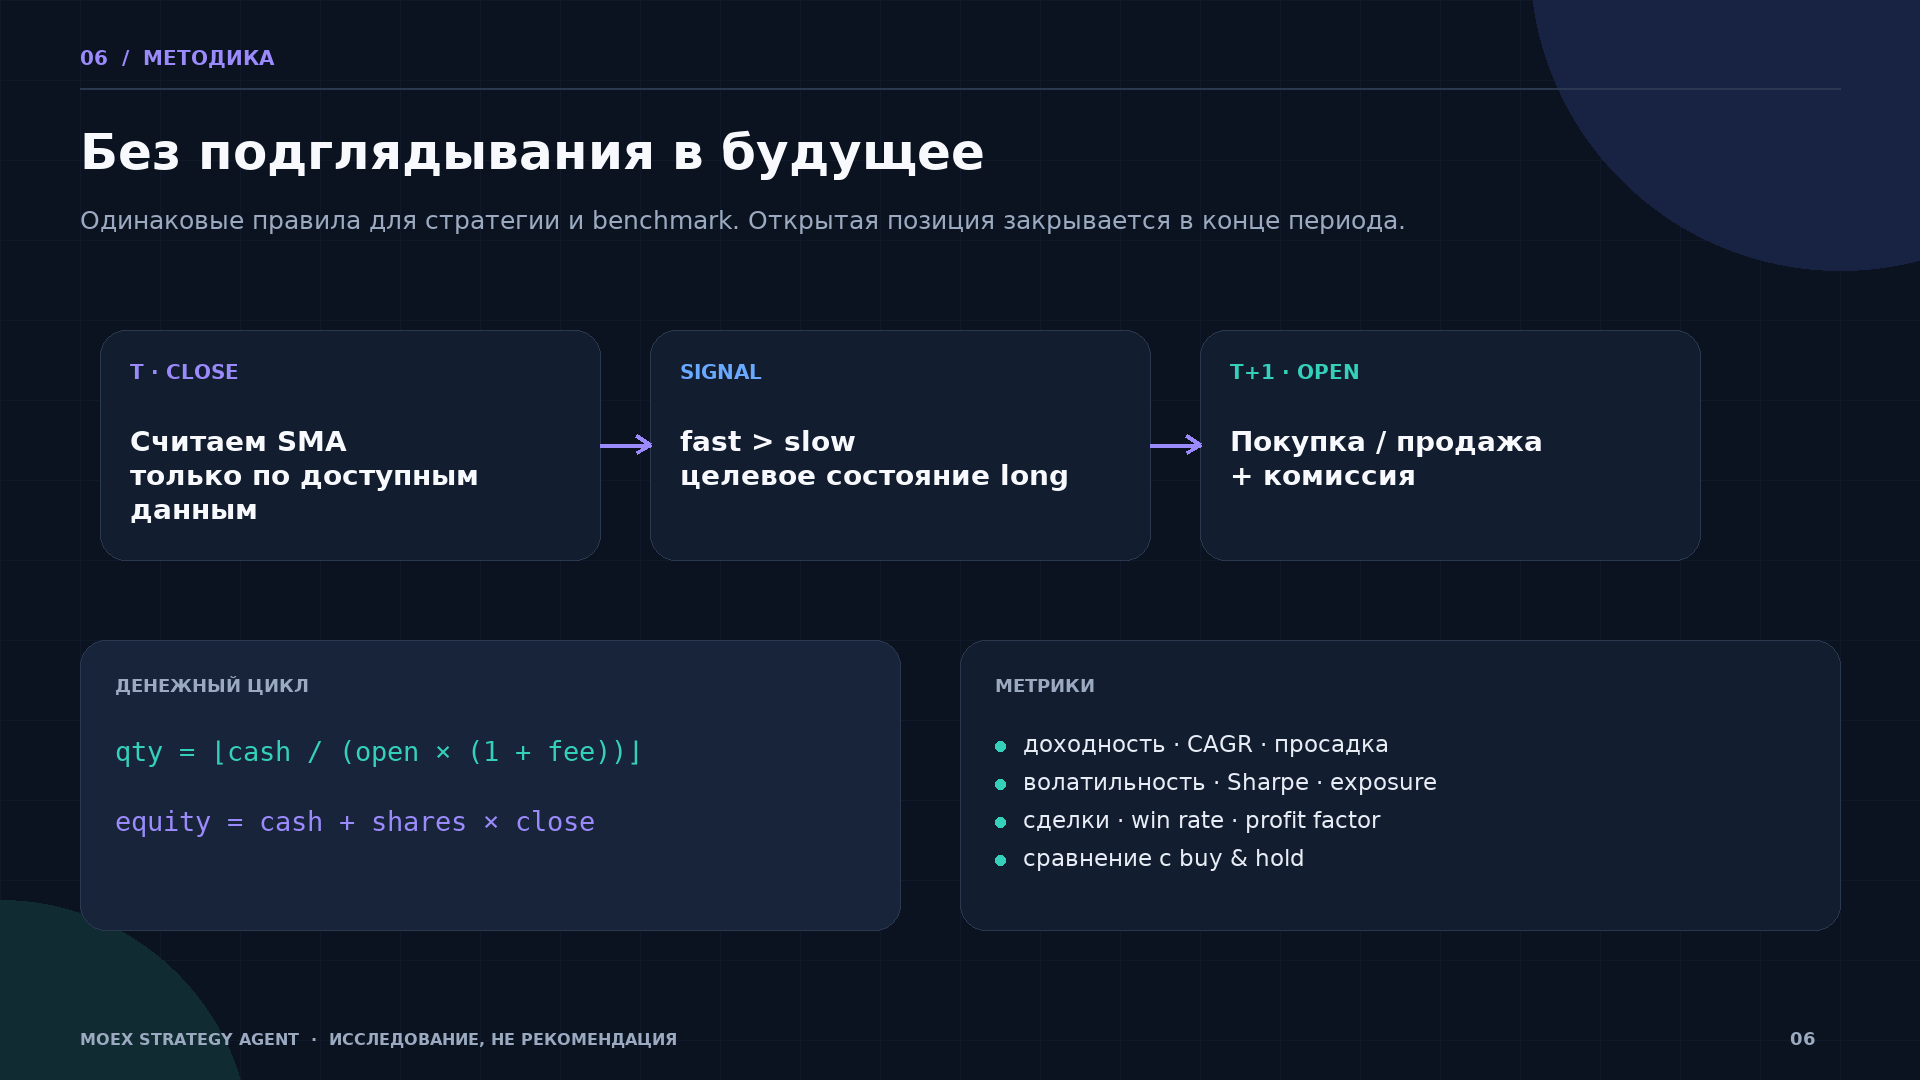 06 / МЕТОДИКА
Без подглядывания в будущее
Одинаковые правила для стратегии и benchmark. Открытая позиция закрывается в конце периода.
T · CLOSE
Считаем SMA
только по доступным
данным
SIGNAL
fast > slow
целевое состояние long
T+1 · OPEN
Покупка / продажа
+ комиссия
ДЕНЕЖНЫЙ ЦИКЛ
qty = ⌊cash / (open × (1 + fee))⌋
equity = cash + shares × close
МЕТРИКИ
доходность · CAGR · просадка
волатильность · Sharpe · exposure
сделки · win rate · profit factor
сравнение с buy & hold
MOEX STRATEGY AGENT · ИССЛЕДОВАНИЕ, НЕ РЕКОМЕНДАЦИЯ
06